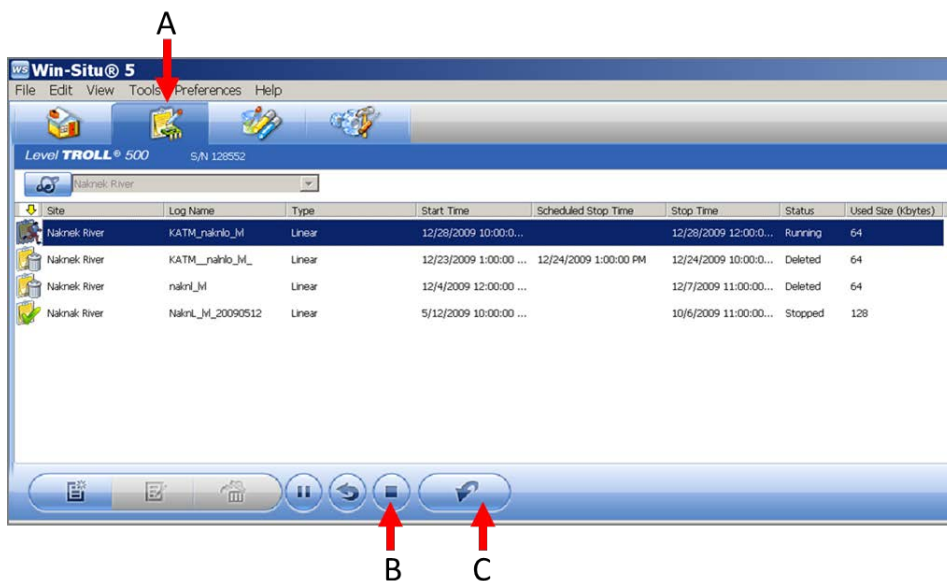 A
WS Win-Situ® 5
File Edit View Tools Preferences Help
Level TROLL® 500 S/N 128552
Naknek River
Site Log Name Type Start Time Scheduled Stop Time Stop Time Status Used Size (Kbytes)
Naknek River KATM_naknlo_lvl Linear 12/28/2009 10:00:0... 12/28/2009 12:00:0... Running 64
Naknek River KATM__nalnlo_lvl_ Linear 12/23/2009 1:00:00 ... 12/24/2009 1:00:00 PM 12/24/2009 10:00:0... Deleted 64
Naknek River naknl_lvl Linear 12/4/2009 12:00:00 ... 12/7/2009 11:00:00... Deleted 64
Naknak River NaknL_lvl_20090512 Linear 5/12/2009 10:00:00 ... 10/6/2009 11:00:00... Stopped 128
B C